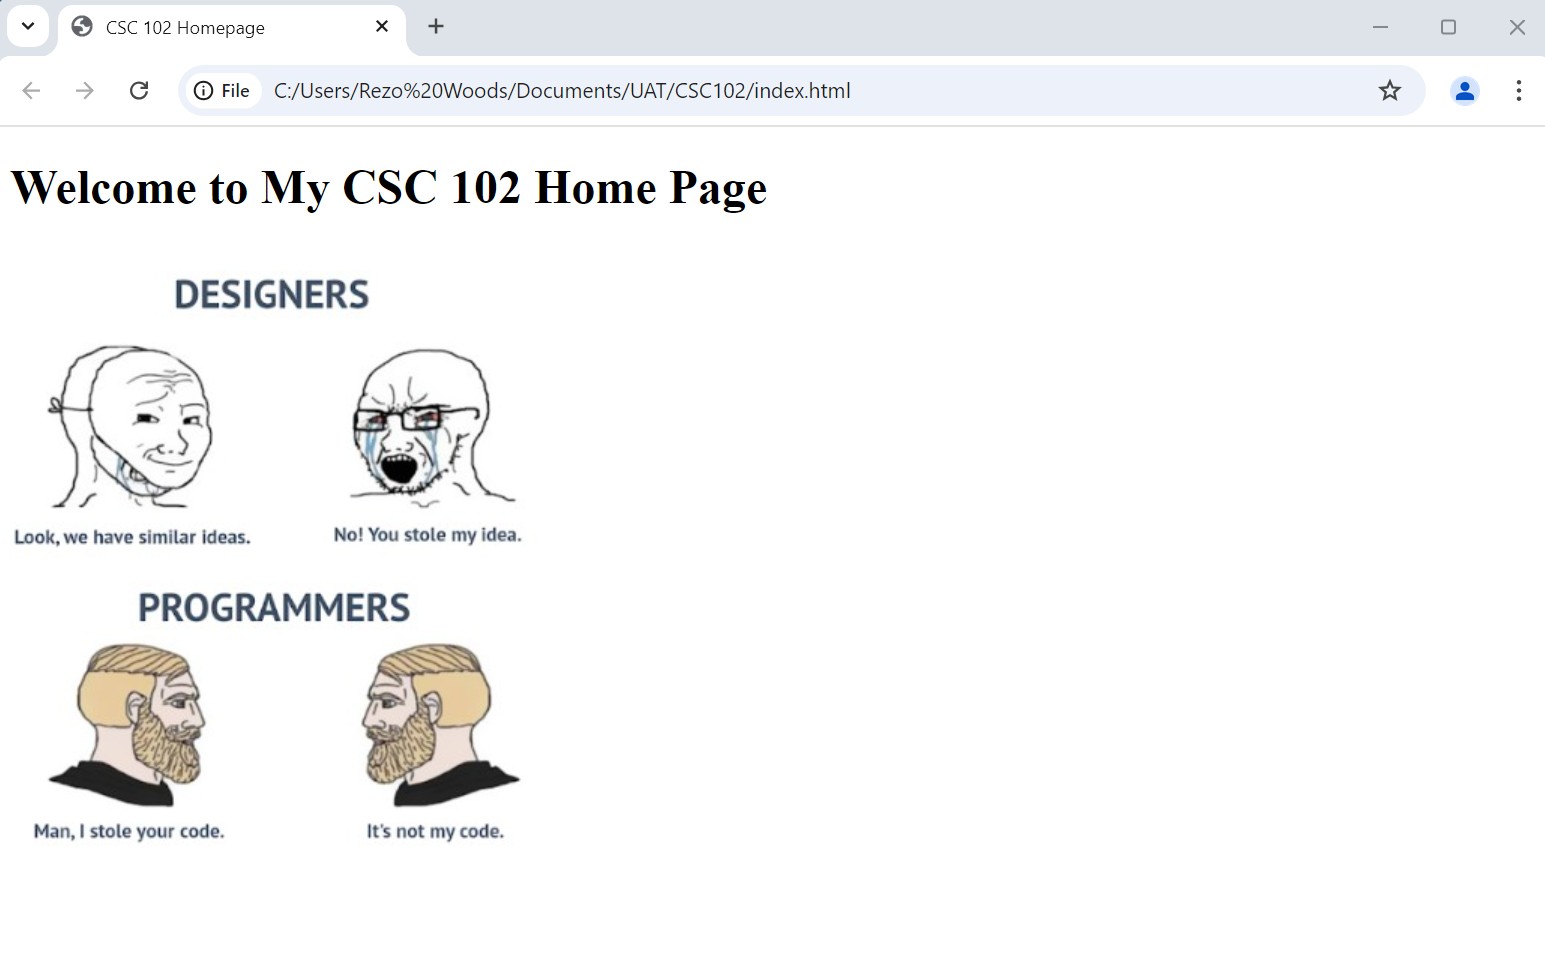 CSC 102 Homepage
File C:/Users/Rezo%20Woods/Documents/UAT/CSC102/index.html
Welcome to My CSC 102 Home Page
DESIGNERS
Look, we have similar ideas. No! You stole my idea.
PROGRAMMERS
Man, I stole your code. It's not my code.